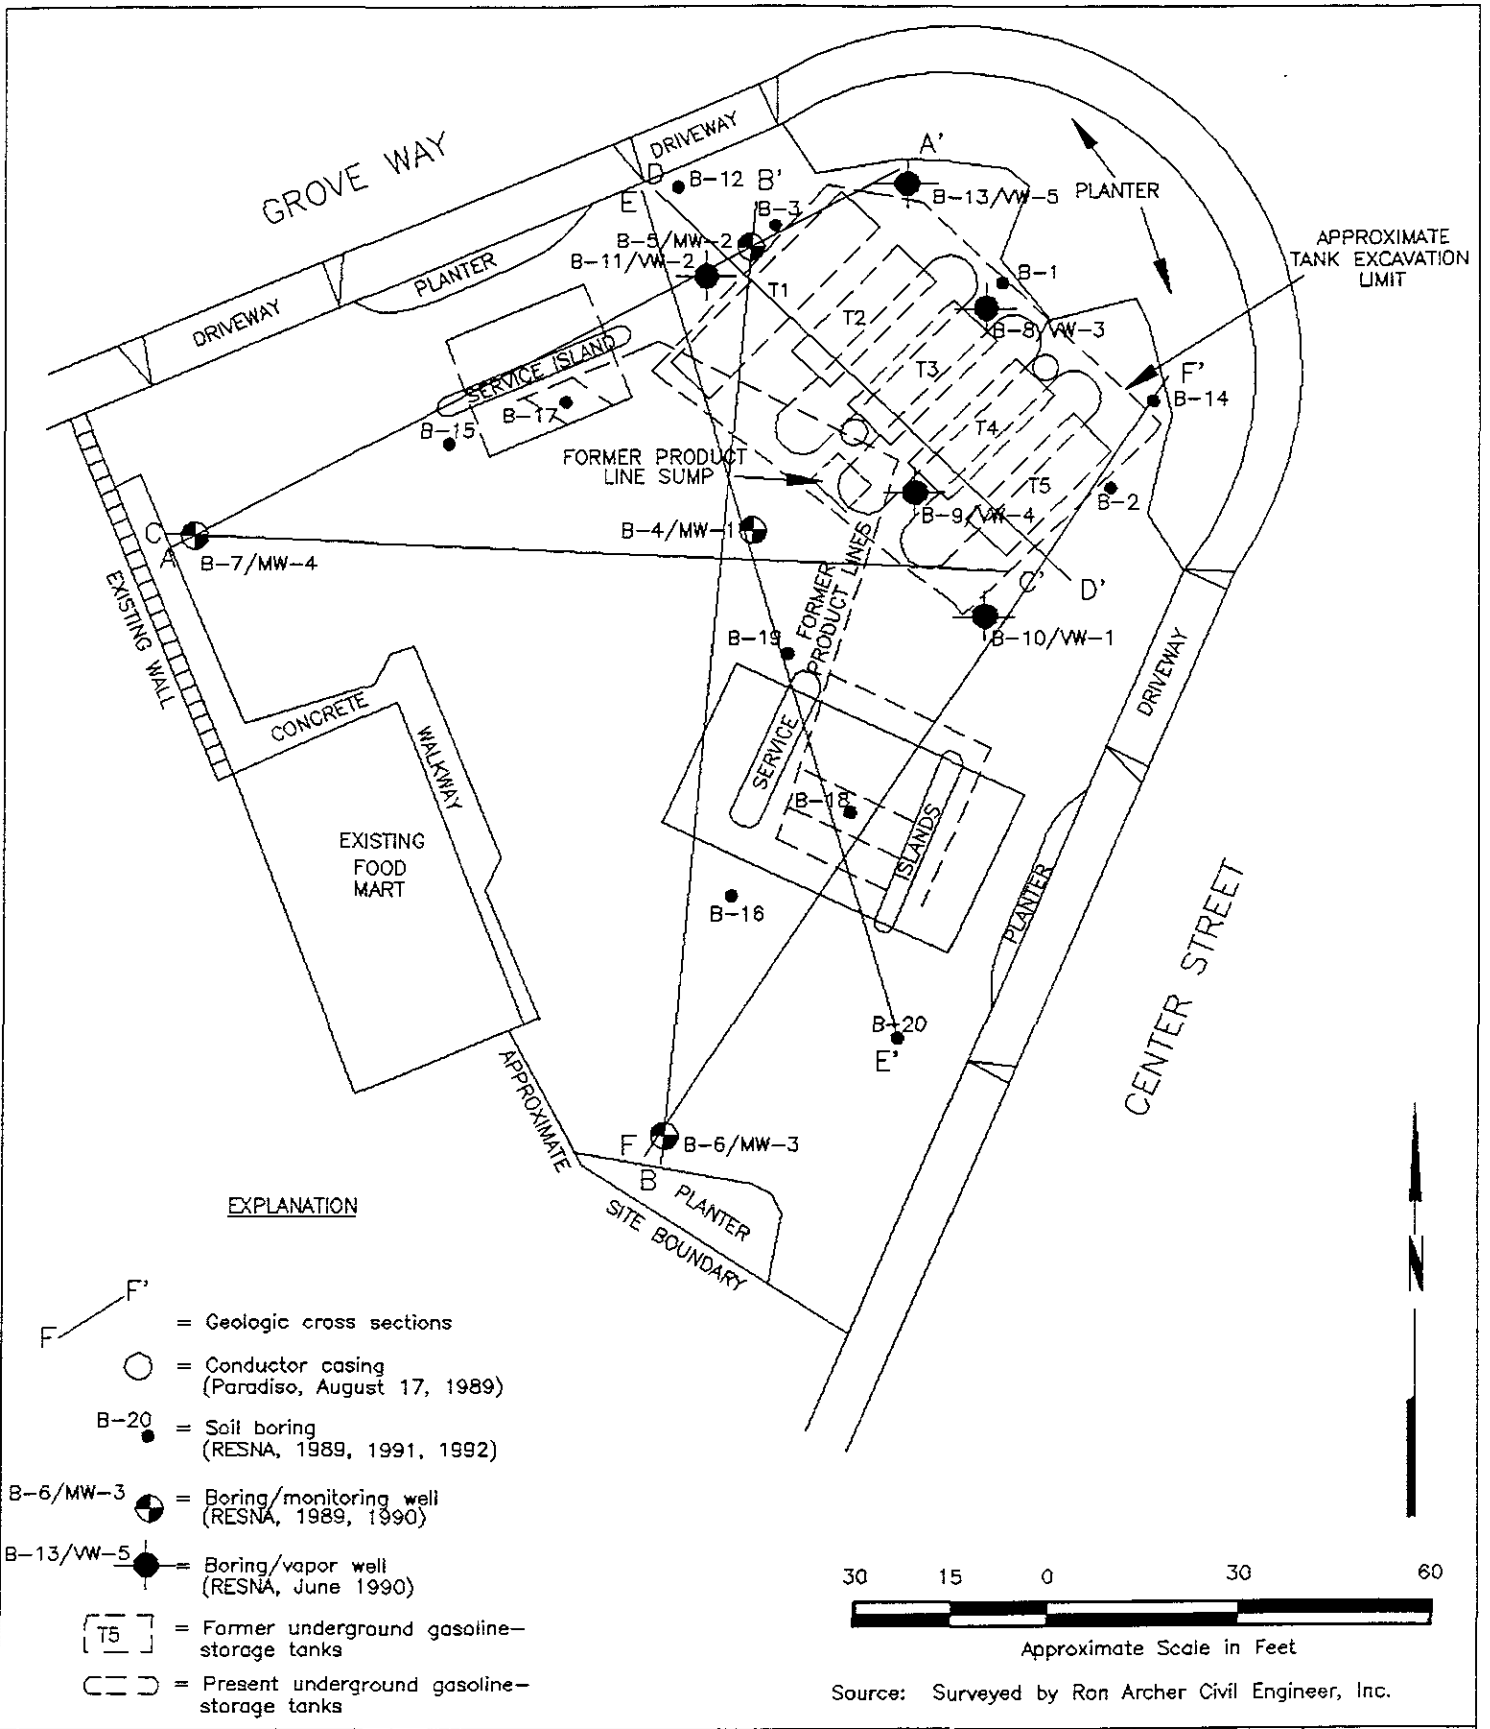 GROVE WAY
DRIVEWAY
A'
D
B-12
B'
PLANTER
E
B-3
B-13/VW-5
APPROXIMATE
TANK EXCAVATION
LIMIT
B-5/MW-2
B-11/VW-2
PLANTER
B-1
T1
DRIVEWAY
T2
B-8/VW-3
SERVICE ISLAND
T3
F'
B-14
B-17
B-15
T4
FORMER PRODUCT
LINE SUMP
T5
B-2
B-9/VW-4
B-4/MW-1
C
A
B-7/MW-4
C'
D'
EXISTING WALL
FORMER
PRODUCT LINES
B-19
B-10/VW-1
DRIVEWAY
CONCRETE
WALKWAY
SERVICE
ISLANDS
B-18
EXISTING
FOOD
MART
PLANTER
B-16
CENTER STREET
B-20
E'
APPROXIMATE
F
B-6/MW-3
B
PLANTER
SITE BOUNDARY
N
EXPLANATION
F'
F
= Geologic cross sections
= Conductor casing
(Paradiso, August 17, 1989)
B-20
= Soil boring
(RESNA, 1989, 1991, 1992)
B-6/MW-3
= Boring/monitoring well
(RESNA, 1989, 1990)
B-13/VW-5
= Boring/vapor well
(RESNA, June 1990)
T5
= Former underground gasoline-
storage tanks
= Present underground gasoline-
storage tanks
30 15 0 30 60
Approximate Scale in Feet
Source: Surveyed by Ron Archer Civil Engineer, Inc.